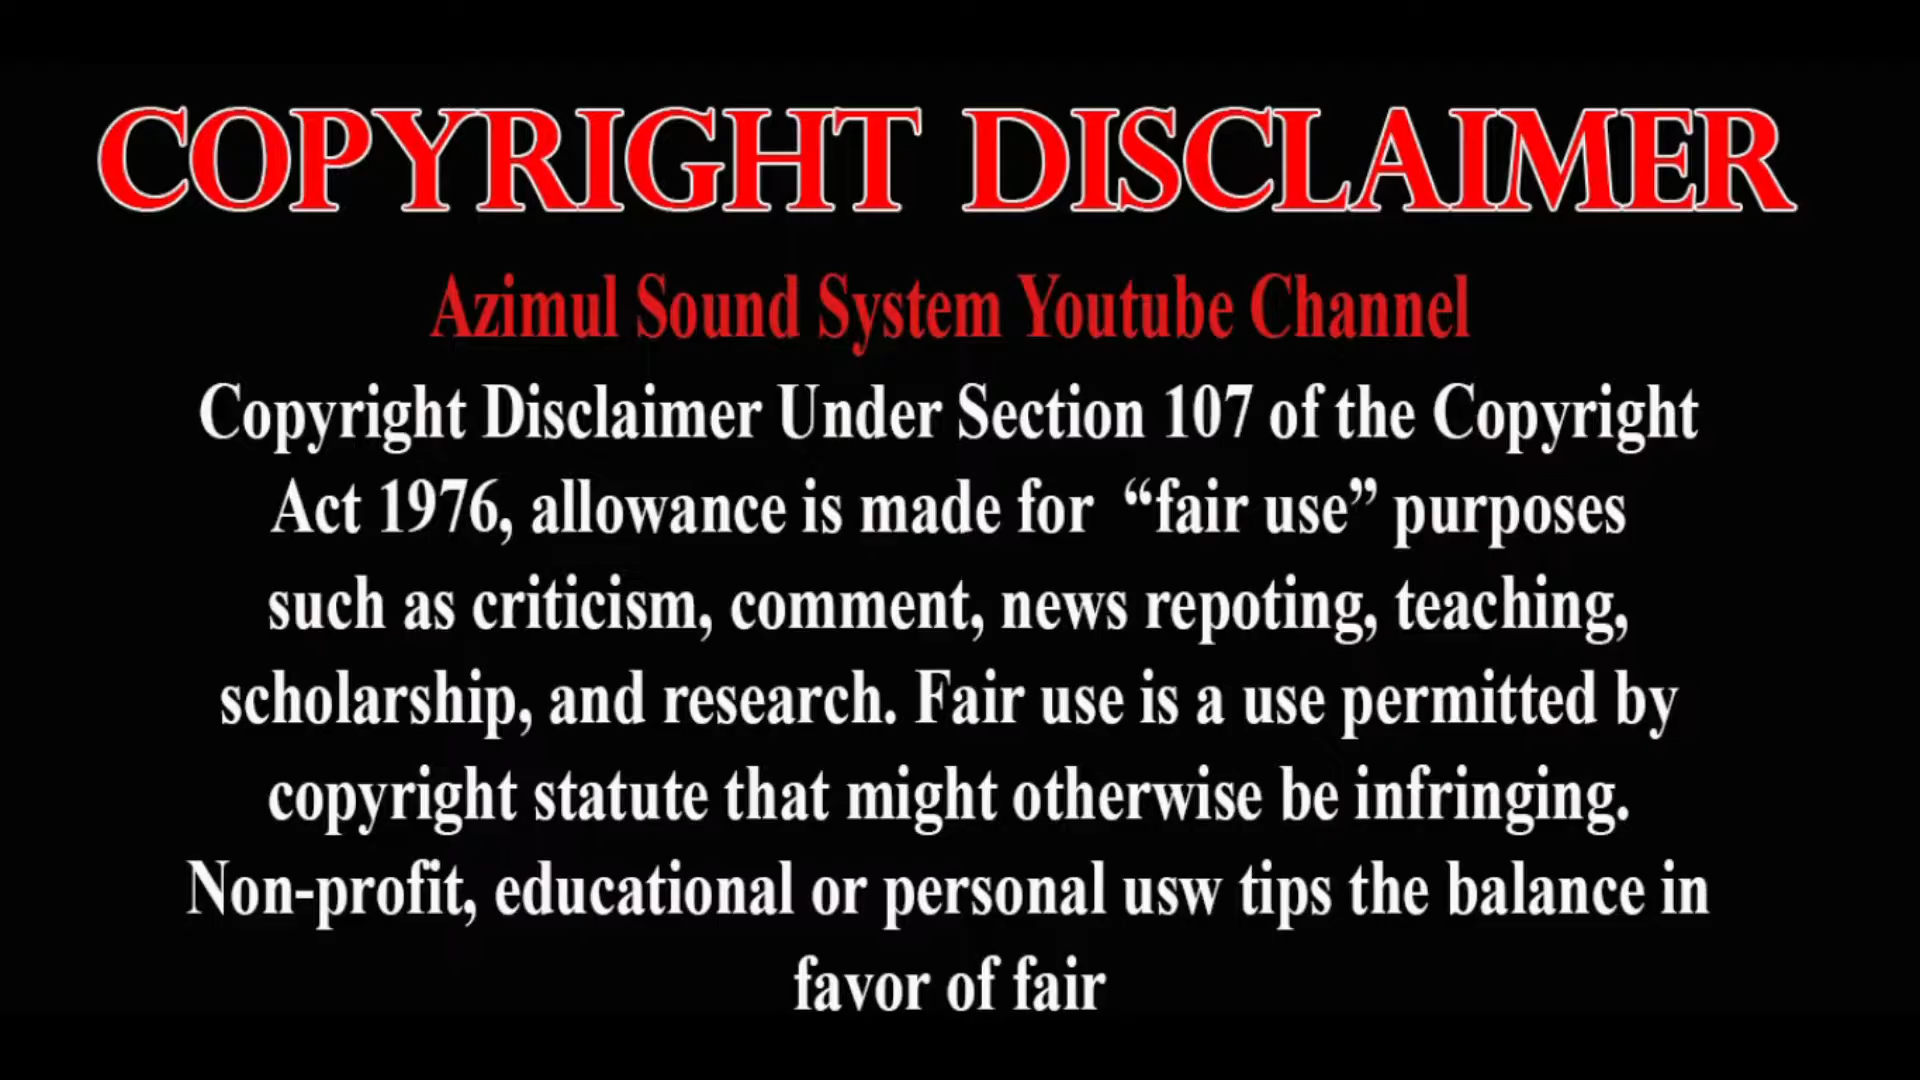 COPYRIGHT DISCLAIMER
Azimul Sound System Youtube Channel
Copyright Disclaimer Under Section 107 of the Copyright
Act 1976, allowance is made for “fair use” purposes
such as criticism, comment, news repoting, teaching,
scholarship, and research. Fair use is a use permitted by
copyright statute that might otherwise be infringing.
Non-profit, educational or personal usw tips the balance in
favor of fair